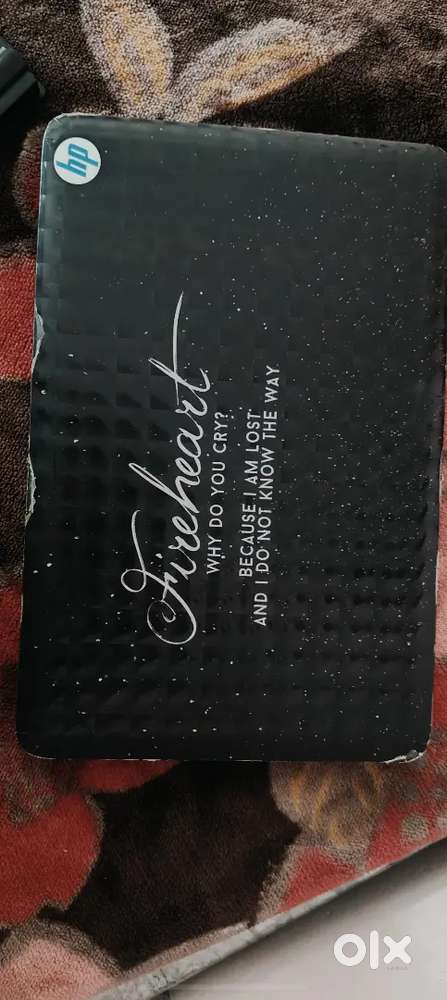 hp
Fireheart
WHY DO YOU CRY?
BECAUSE I AM LOST
AND I DO NOT KNOW THE WAY
olx